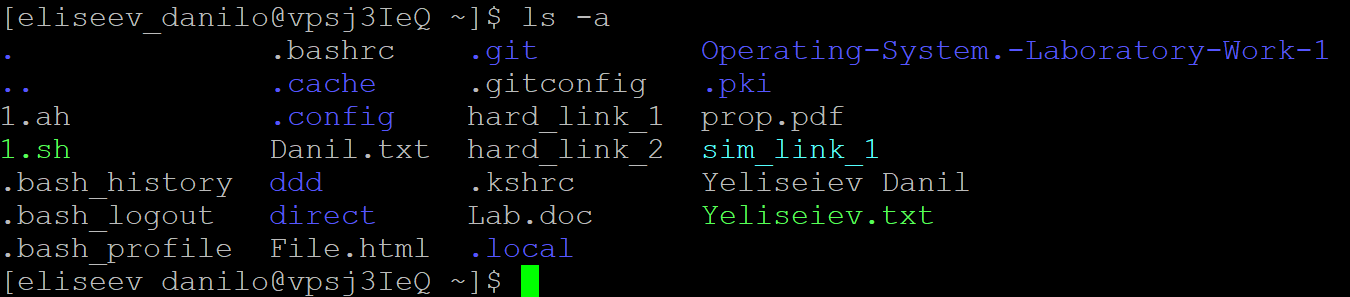 [eliseev_danilo@vpsj3IeQ ~]$ ls -a
. .bashrc .git Operating-System.-Laboratory-Work-1
.. .cache .gitconfig .pki
1.ah .config hard_link_1 prop.pdf
1.sh Danil.txt hard_link_2 sim_link_1
.bash_history ddd .kshrc Yeliseiev Danil
.bash_logout direct Lab.doc Yeliseiev.txt
.bash_profile File.html .local
[eliseev_danilo@vpsj3IeQ ~]$